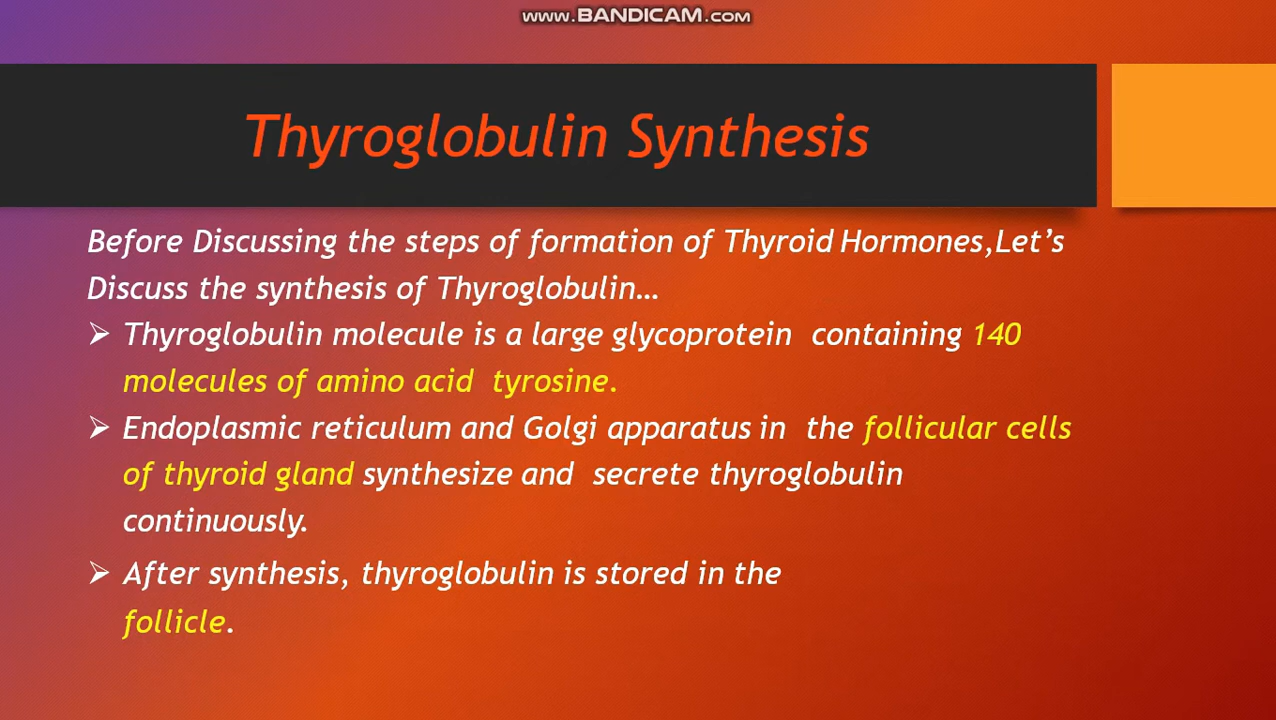 www.BANDICAM.com
Thyroglobulin Synthesis
Before Discussing the steps of formation of Thyroid Hormones,Let's
Discuss the synthesis of Thyroglobulin…
➢ Thyroglobulin molecule is a large glycoprotein containing 140
molecules of amino acid tyrosine.
➢ Endoplasmic reticulum and Golgi apparatus in the follicular cells
of thyroid gland synthesize and secrete thyroglobulin
continuously.
➢ After synthesis, thyroglobulin is stored in the
follicle.